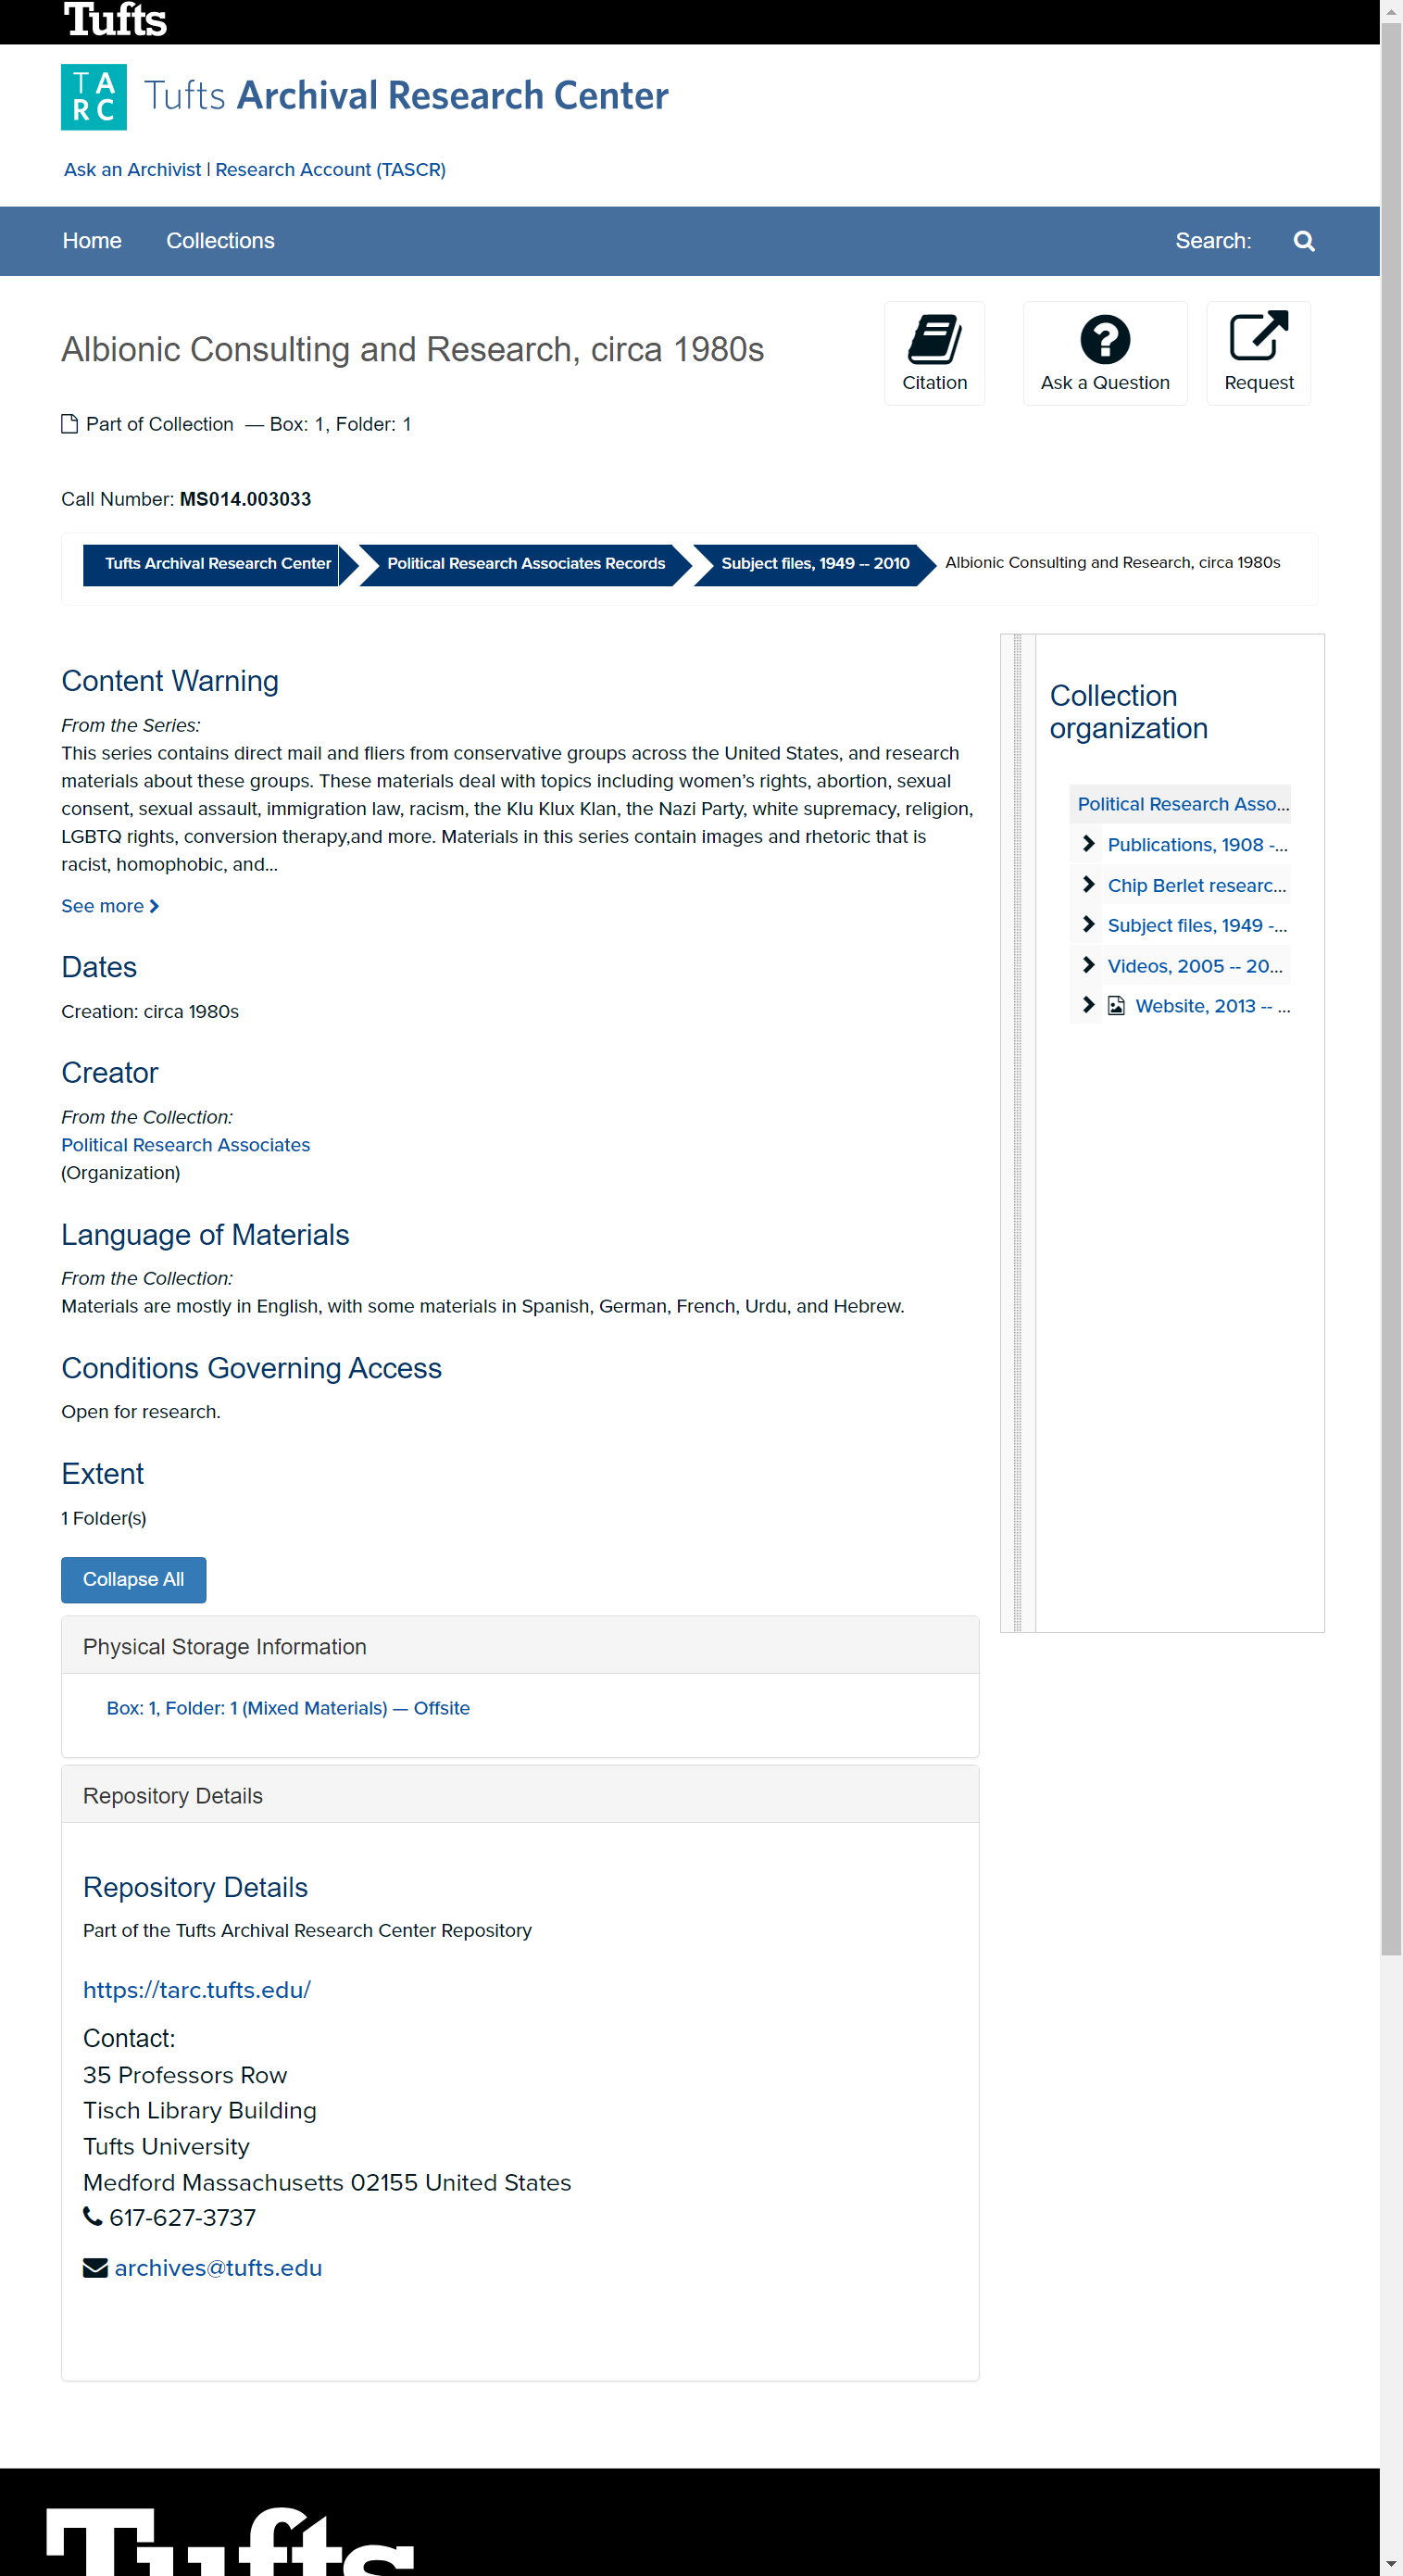 Tufts
TA
RC
Tufts Archival Research Center
Ask an Archivist | Research Account (TASCR)
Home Collections Search:
Albionic Consulting and Research, circa 1980s
Citation
Ask a Question
Request
Part of Collection — Box: 1, Folder: 1
Call Number: MS014.003033
Tufts Archival Research Center Political Research Associates Records Subject files, 1949 -- 2010 Albionic Consulting and Research, circa 1980s
Content Warning
From the Series:
This series contains direct mail and fliers from conservative groups across the United States, and research
materials about these groups. These materials deal with topics including women’s rights, abortion, sexual
consent, sexual assault, immigration law, racism, the Klu Klux Klan, the Nazi Party, white supremacy, religion,
LGBTQ rights, conversion therapy,and more. Materials in this series contain images and rhetoric that is
racist, homophobic, and...
See more
Dates
Creation: circa 1980s
Creator
From the Collection:
Political Research Associates
(Organization)
Language of Materials
From the Collection:
Materials are mostly in English, with some materials in Spanish, German, French, Urdu, and Hebrew.
Conditions Governing Access
Open for research.
Extent
1 Folder(s)
Collapse All
Physical Storage Information
Box: 1, Folder: 1 (Mixed Materials) — Offsite
Repository Details
Repository Details
Part of the Tufts Archival Research Center Repository
https://tarc.tufts.edu/
Contact:
35 Professors Row
Tisch Library Building
Tufts University
Medford Massachusetts 02155 United States
617-627-3737
archives@tufts.edu
Collection
organization
Political Research Asso...
Publications, 1908 -...
Chip Berlet researc...
Subject files, 1949 -...
Videos, 2005 -- 20...
Website, 2013 -- ...
Tufts